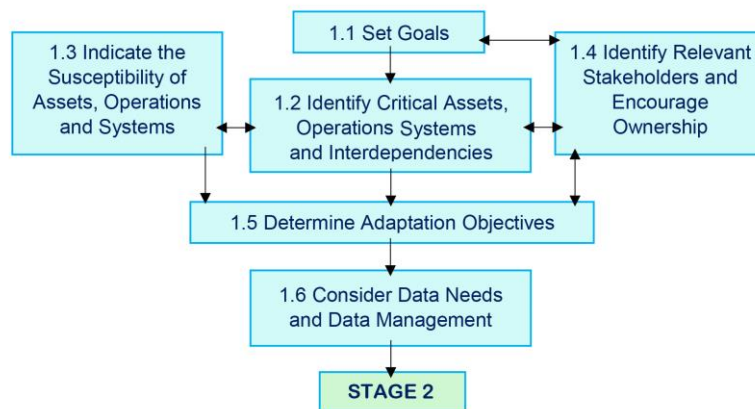 1.1 Set Goals
1.3 Indicate the
Susceptibility of
Assets, Operations
and Systems
1.2 Identify Critical Assets,
Operations Systems
and Interdependencies
1.4 Identify Relevant
Stakeholders and
Encourage
Ownership
1.5 Determine Adaptation Objectives
1.6 Consider Data Needs
and Data Management
STAGE 2